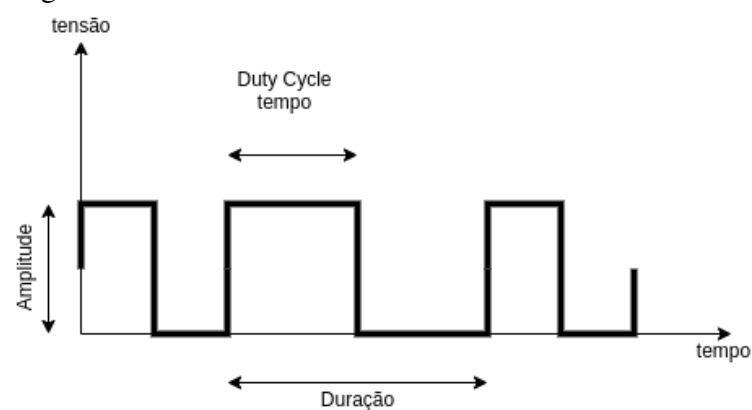 tensão
Duty Cycle
tempo
Amplitude
tempo
Duração